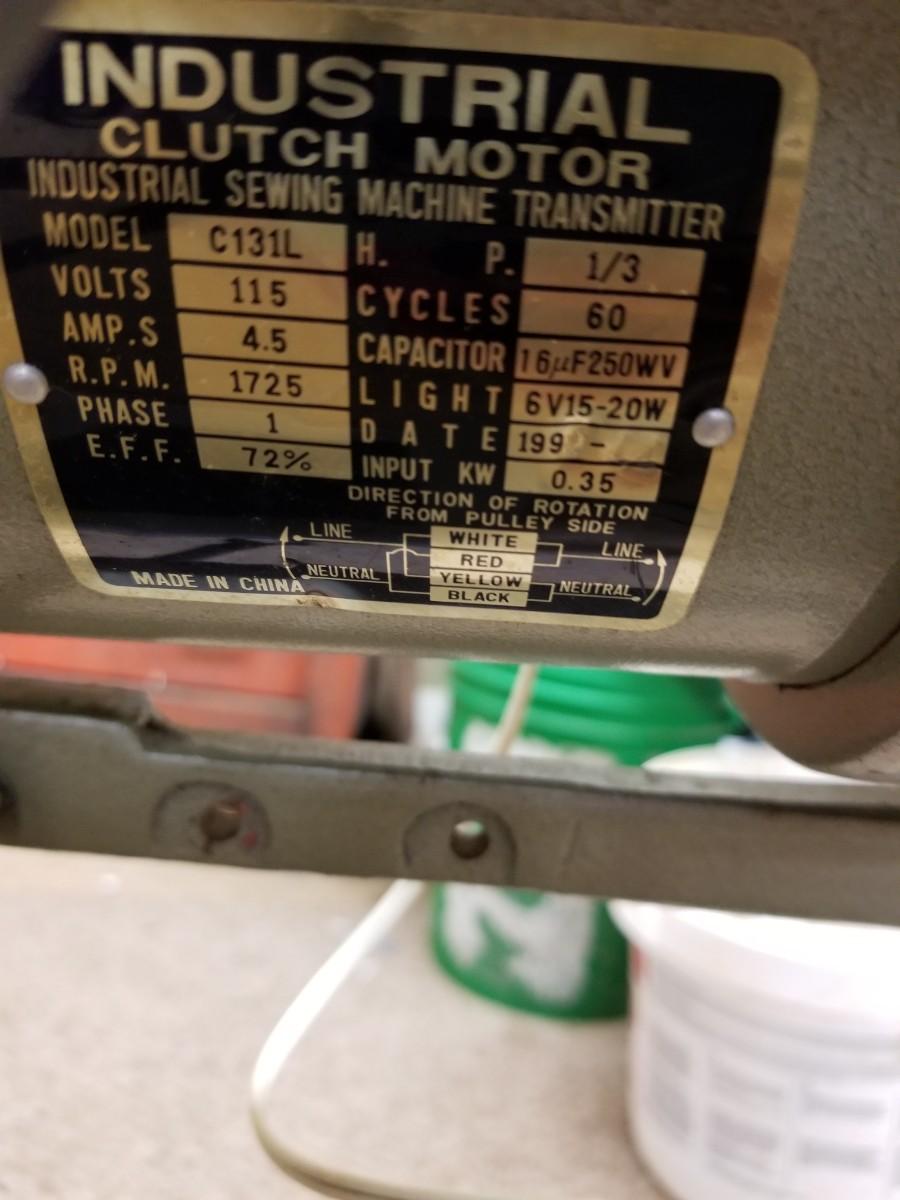 INDUSTRIAL
CLUTCH MOTOR
INDUSTRIAL SEWING MACHINE TRANSMITTER
MODEL C131L H. P. 1/3
VOLTS 115 CYCLES 60
AMP.S 4.5 CAPACITOR 16µF250WV
R.P.M. 1725 LIGHT 6V15-20W
PHASE 1 DATE 199 -
E.F.F. 72% INPUT KW 0.35
DIRECTION OF ROTATION
FROM PULLEY SIDE
LINE WHITE LINE
RED
NEUTRAL YELLOW NEUTRAL
BLACK
MADE IN CHINA